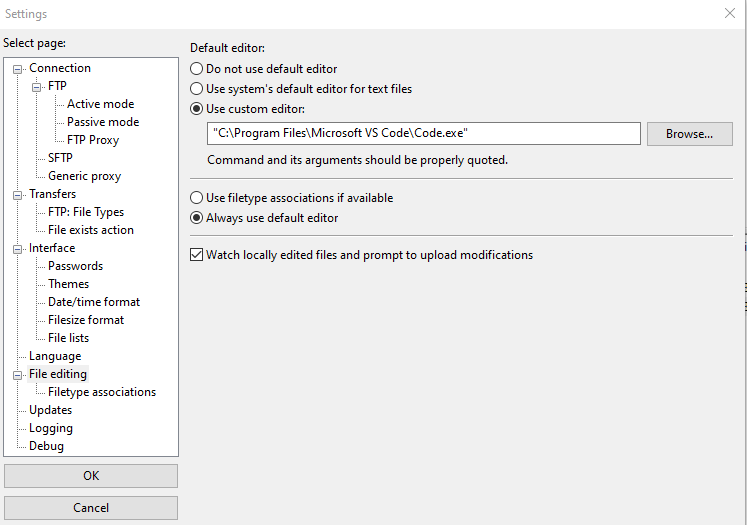 Settings
Select page:
Connection
FTP
Active mode
Passive mode
FTP Proxy
SFTP
Generic proxy
Transfers
FTP: File Types
File exists action
Interface
Passwords
Themes
Date/time format
Filesize format
File lists
Language
File editing
Filetype associations
Updates
Logging
Debug
OK
Cancel
Default editor:
Do not use default editor
Use system's default editor for text files
Use custom editor:
"C:\Program Files\Microsoft VS Code\Code.exe"
Browse...
Command and its arguments should be properly quoted.
Use filetype associations if available
Always use default editor
Watch locally edited files and prompt to upload modifications